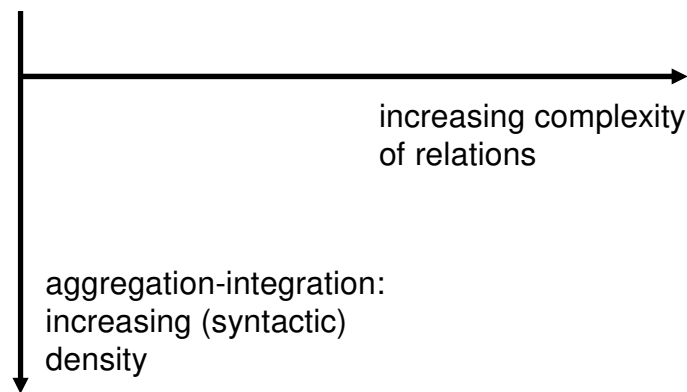 increasing complexity
of relations
aggregation-integration:
increasing (syntactic)
density